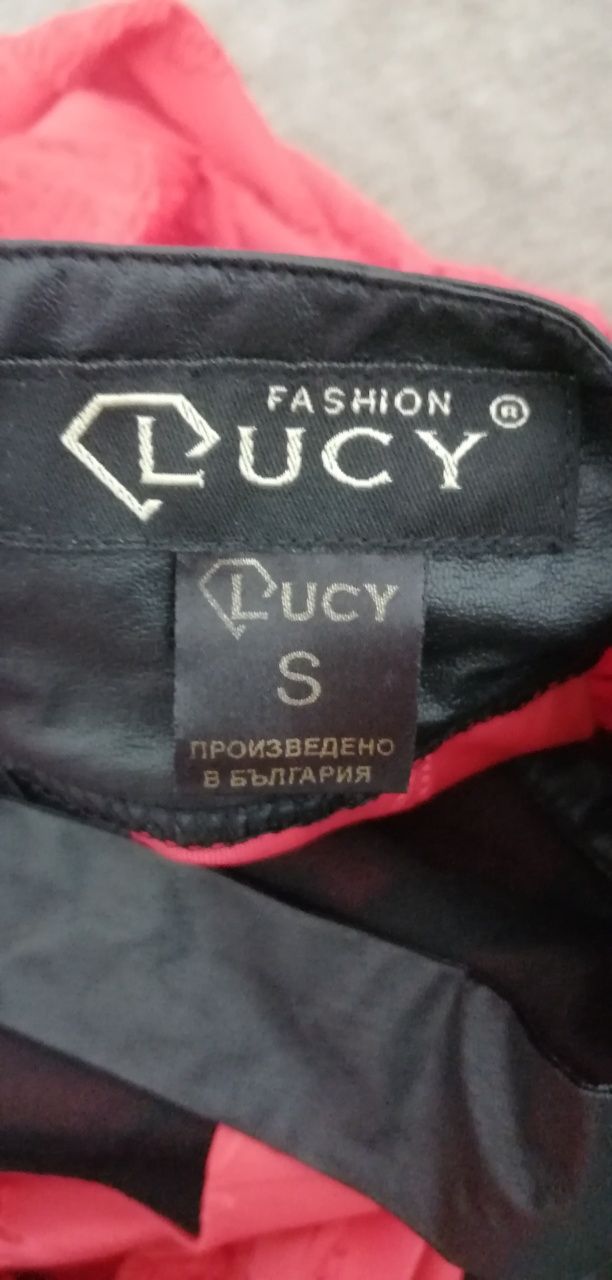 FASHION
LUCY ®
LUCY
S
ПРОИЗВЕДЕНО
В БЪЛГАРИЯ